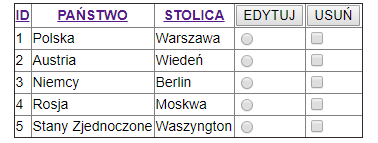 ID PAŃSTWO STOLICA EDYTUJ USUŃ
1 Polska Warszawa
2 Austria Wiedeń
3 Niemcy Berlin
4 Rosja Moskwa
5 Stany Zjednoczone Waszyngton